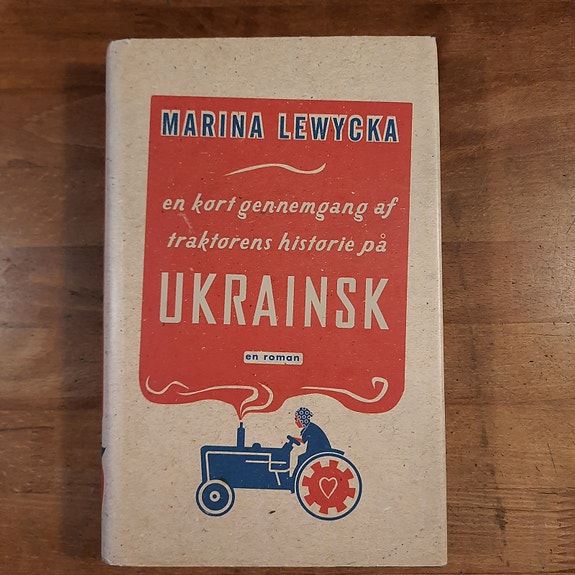 MARINA LEWYCKA
en kort gennemgang af
traktorens historie på
UKRAINSK
en roman